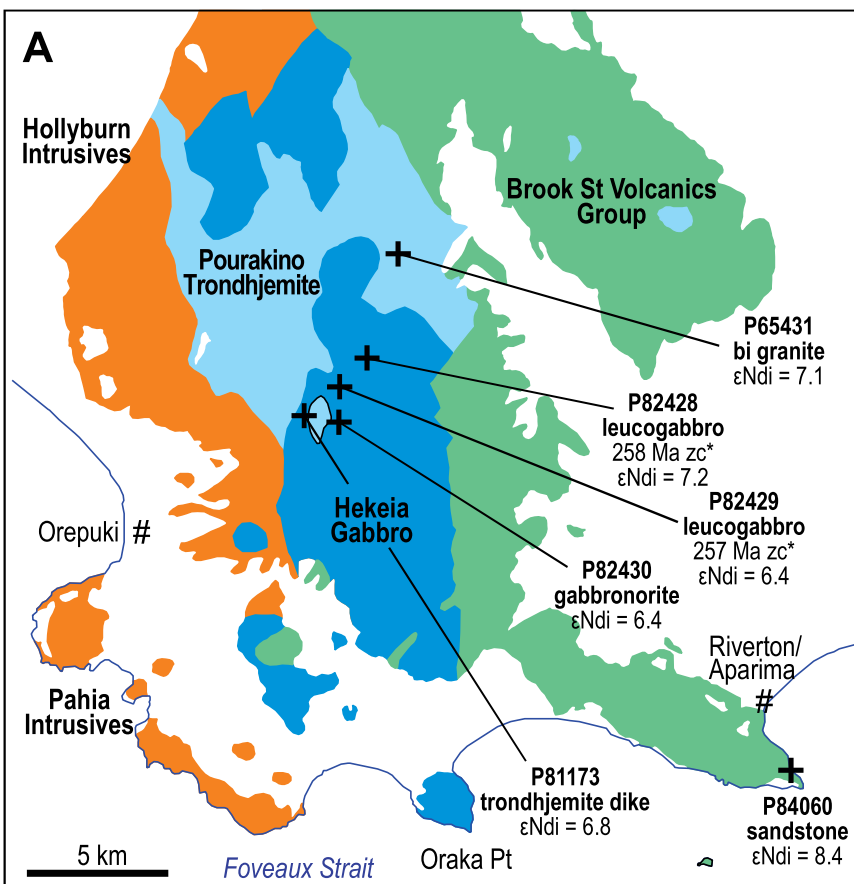 A
Hollyburn
Intrusives
Brook St Volcanics
Group
Pourakino
Trondhjemite
P65431
bi granite
εNdi = 7.1
P82428
leucogabbro
258 Ma zc*
εNdi = 7.2
P82429
leucogabbro
257 Ma zc*
εNdi = 6.4
Hekeia
Gabbro
Orepuki #
P82430
gabbronorite
εNdi = 6.4
Riverton/
Aparima
#
Pahia
Intrusives
P81173
trondhjemite dike
εNdi = 6.8
P84060
sandstone
εNdi = 8.4
5 km
Foveaux Strait
Oraka Pt